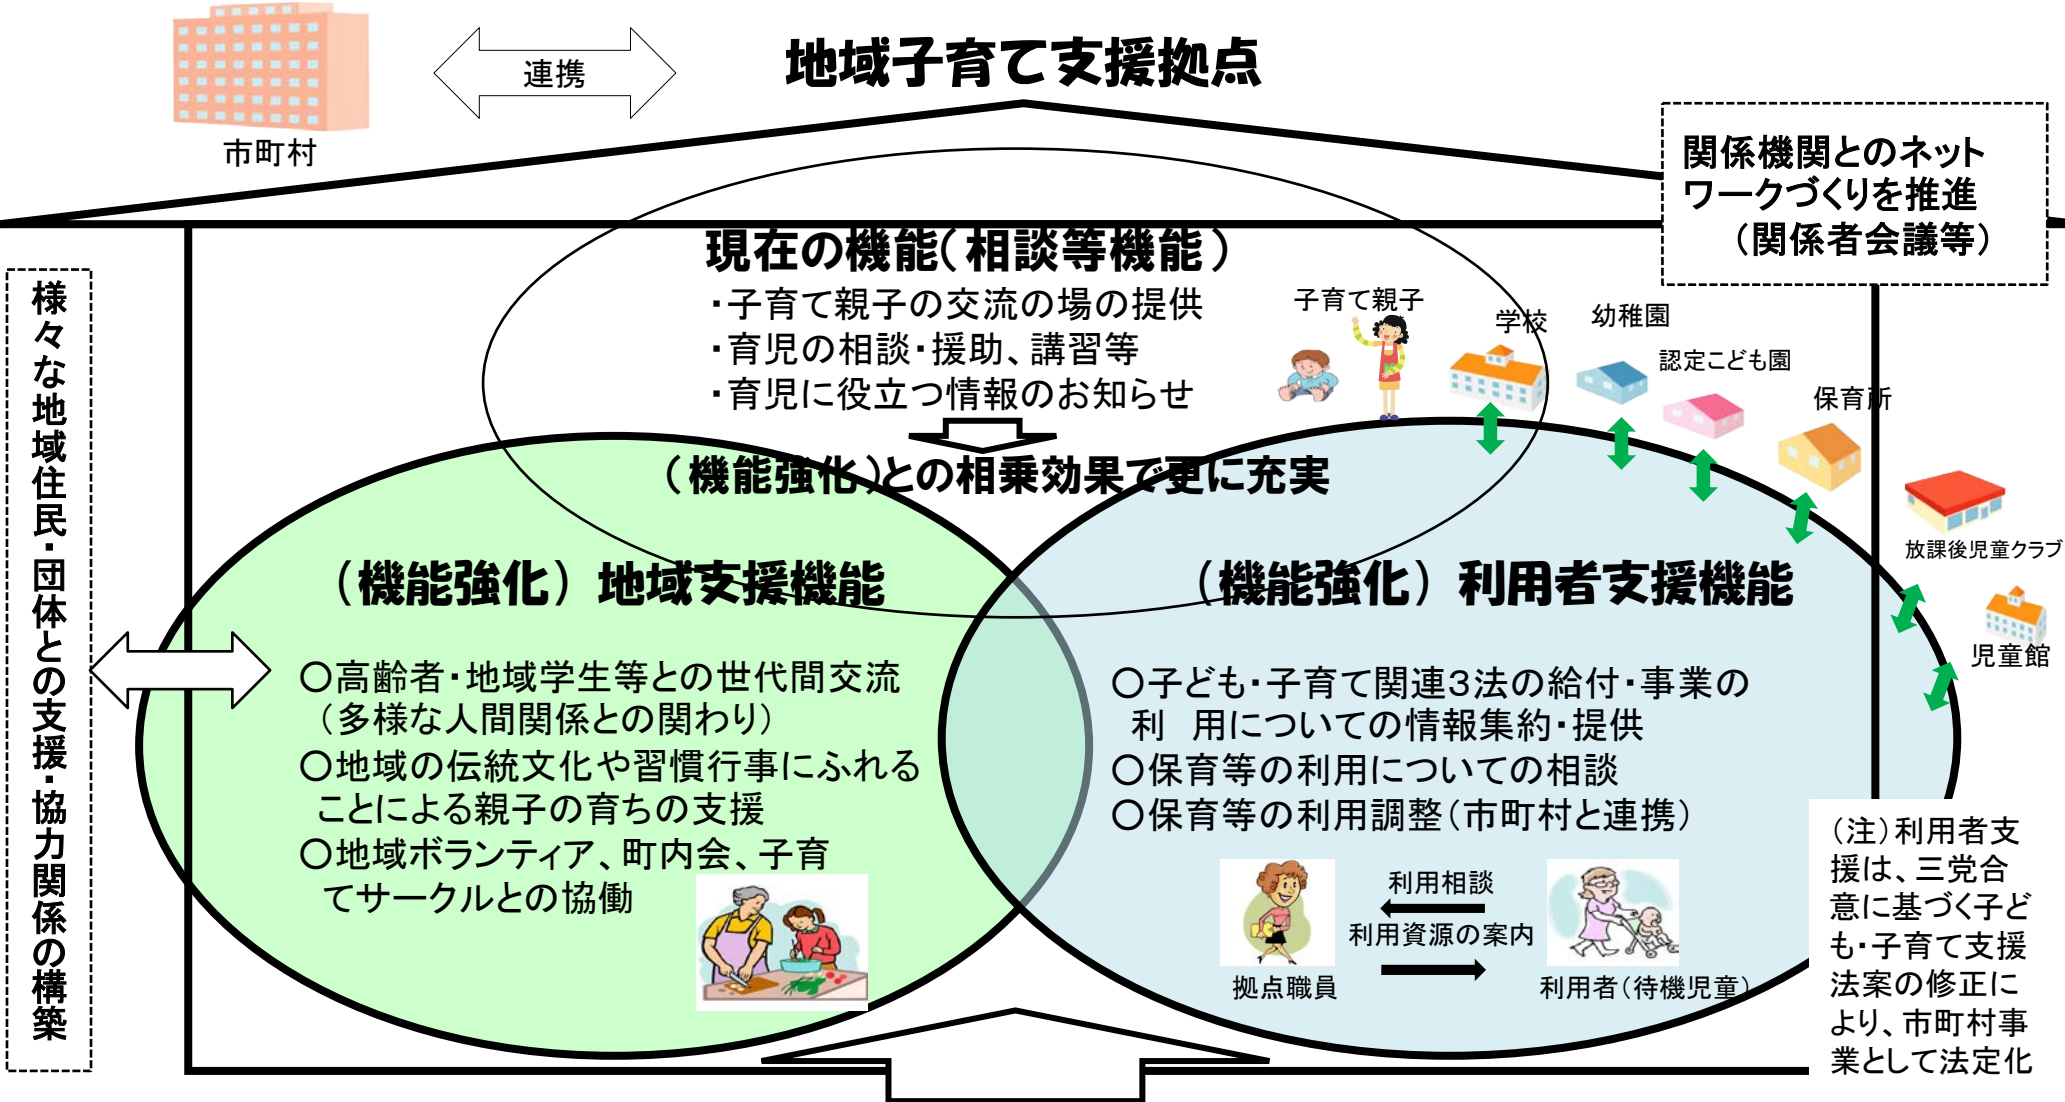 地域子育て支援拠点
連携
市町村
関係機関とのネット
ワークづくりを推進
(関係者会議等)
様々な地域住民・団体との支援・協力関係の構築
現在の機能(相談等機能)
・子育て親子の交流の場の提供
・育児の相談・援助、講習等
・育児に役立つ情報のお知らせ
(機能強化)との相乗効果で更に充実
子育て親子
学校
幼稚園
認定こども園
保育所
放課後児童クラブ
児童館
(機能強化)地域支援機能
○高齢者・地域学生等との世代間交流
(多様な人間関係との関わり)
○地域の伝統文化や習慣行事にふれる
ことによる親子の育ちの支援
○地域ボランティア、町内会、子育
てサークルとの協働
(機能強化)利用者支援機能
○子ども・子育て関連3法の給付・事業の
利 用についての情報集約・提供
○保育等の利用についての相談
○保育等の利用調整(市町村と連携)
利用相談
利用資源の案内
拠点職員
利用者(待機児童)
(注)利用者支
援は、三党合
意に基づく子ど
も・子育て支援
法案の修正に
より、市町村事
業として法定化